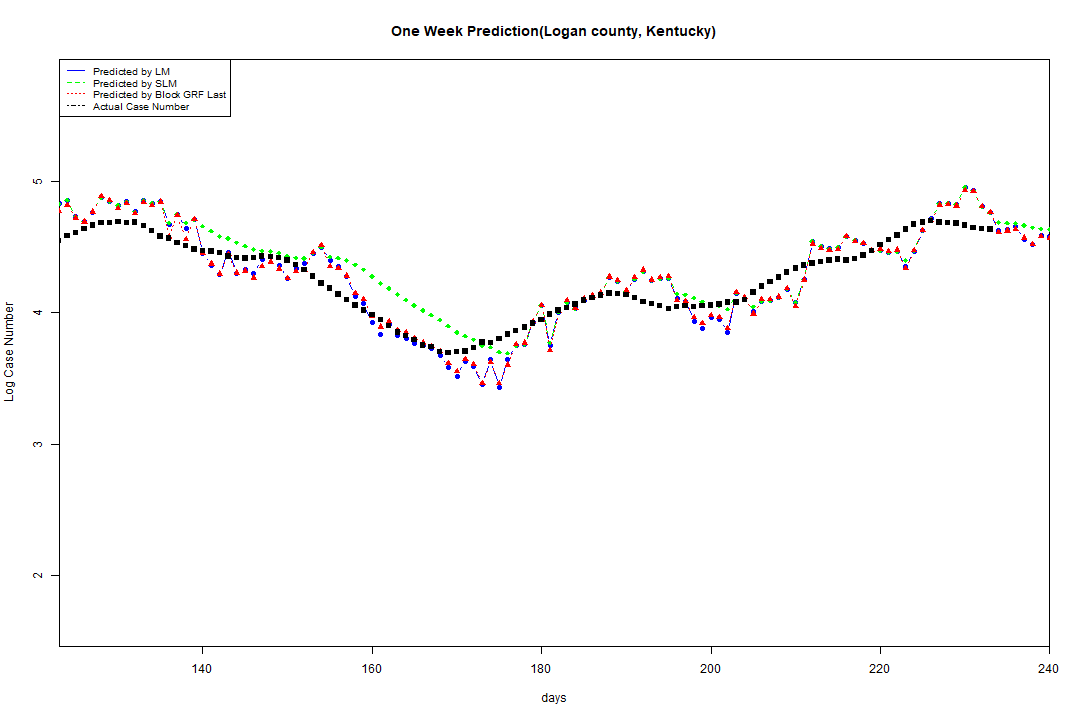 One Week Prediction(Logan county, Kentucky)
Predicted by LM
Predicted by SLM
Predicted by Block GRF Last
Actual Case Number
5
4
3
2
Log Case Number
140 160 180 200 220 240
days